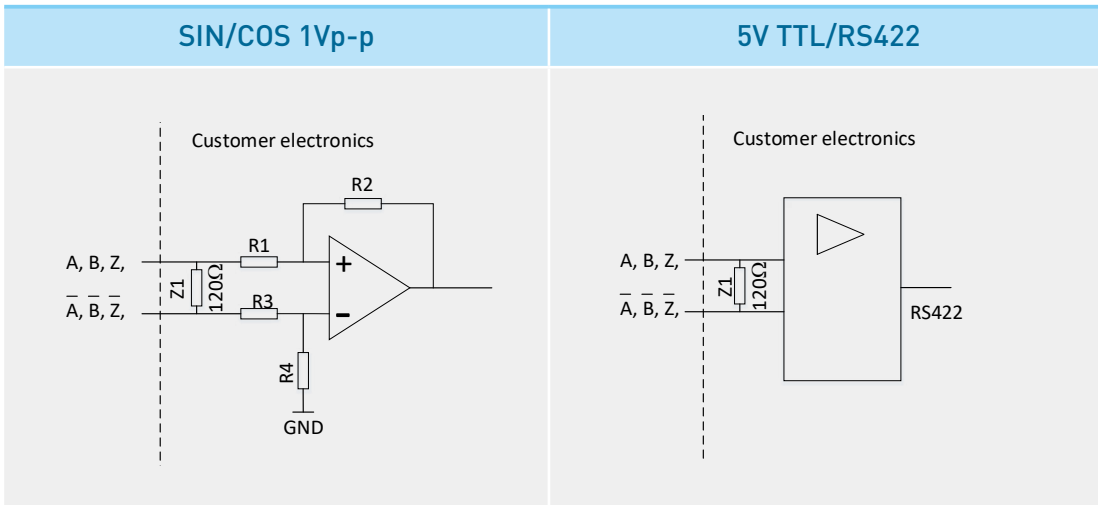 SIN/COS 1Vp-p
5V TTL/RS422
Customer electronics
R2
R1
+
A, B, Z,
Z1
120Ω
A̅, B̅, Z̅,
R3
-
R4
GND
Customer electronics
A, B, Z,
Z1
120Ω
A̅, B̅, Z̅,
RS422